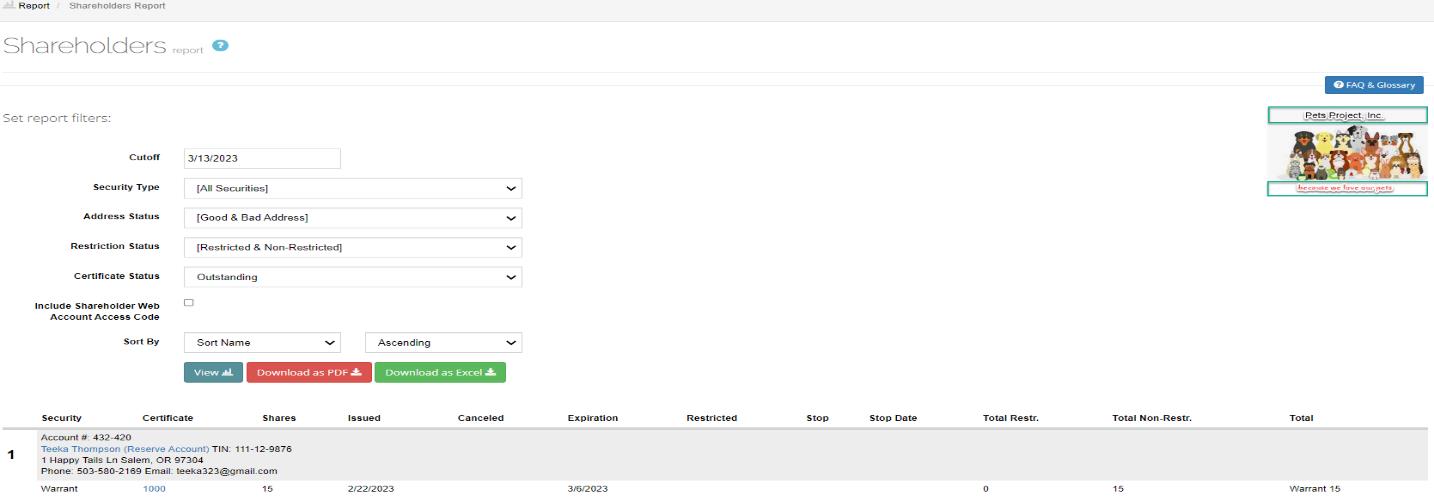 Report / Shareholders Report
Shareholders report ?
? FAQ & Glossary
Set report filters:
Pets Project, Inc.
because we love our pets
Cutoff 3/13/2023
Security Type [All Securities]
Address Status [Good & Bad Address]
Restriction Status [Restricted & Non-Restricted]
Certificate Status Outstanding
Include Shareholder Web
Account Access Code
Sort By Sort Name Ascending
View Download as PDF Download as Excel
Security Certificate Shares Issued Canceled Expiration Restricted Stop Stop Date Total Restr. Total Non-Restr. Total
1
Account #: 432-420
Teeka Thompson (Reserve Account) TIN: 111-12-9876
1 Happy Tails Ln Salem, OR 97304
Phone: 503-580-2169 Email: teeka323@gmail.com
Warrant 1000 15 2/22/2023 3/6/2023 0 15 Warrant 15